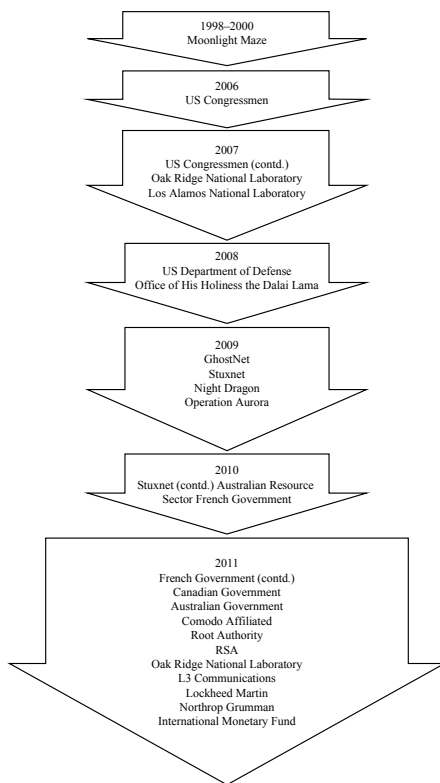 1998–2000
Moonlight Maze
2006
US Congressmen
2007
US Congressmen (contd.)
Oak Ridge National Laboratory
Los Alamos National Laboratory
2008
US Department of Defense
Office of His Holiness the Dalai Lama
2009
GhostNet
Stuxnet
Night Dragon
Operation Aurora
2010
Stuxnet (contd.) Australian Resource
Sector French Government
2011
French Government (contd.)
Canadian Government
Australian Government
Comodo Affiliated
Root Authority
RSA
Oak Ridge National Laboratory
L3 Communications
Lockheed Martin
Northrop Grumman
International Monetary Fund